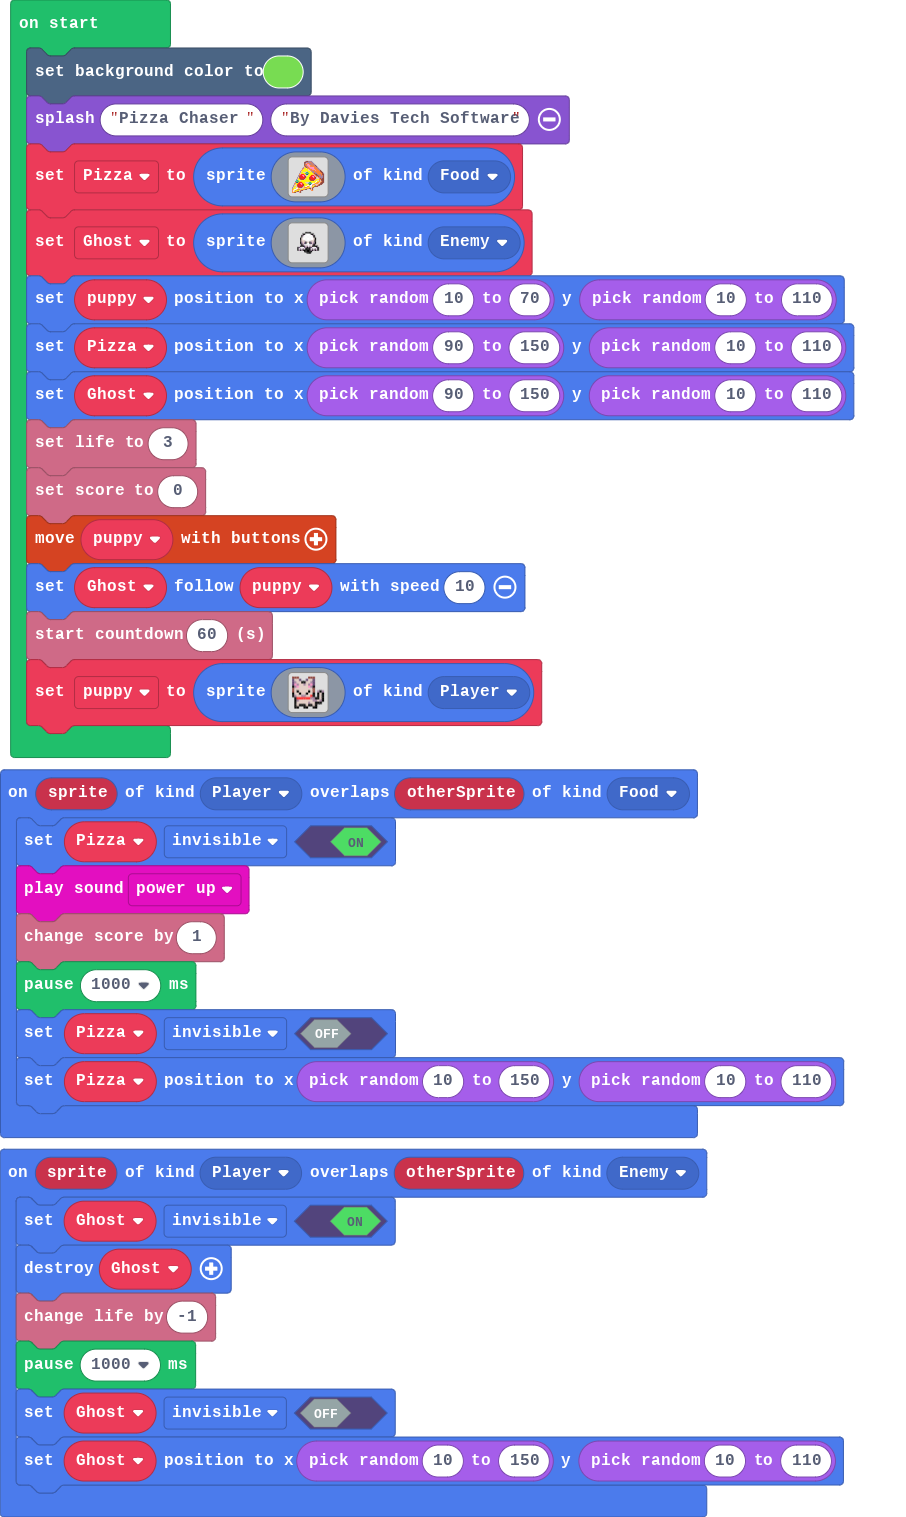 on start
set background color to
splash "Pizza Chaser " "By Davies Tech Software"
set Pizza to sprite of kind Food
set Ghost to sprite of kind Enemy
set puppy position to x pick random 10 to 70 y pick random 10 to 110
set Pizza position to x pick random 90 to 150 y pick random 10 to 110
set Ghost position to x pick random 90 to 150 y pick random 10 to 110
set life to 3
set score to 0
move puppy with buttons
set Ghost follow puppy with speed 10
start countdown 60 (s)
set puppy to sprite of kind Player
on sprite of kind Player overlaps otherSprite of kind Food
set Pizza invisible ON
play sound power up
change score by 1
pause 1000 ms
set Pizza invisible OFF
set Pizza position to x pick random 10 to 150 y pick random 10 to 110
on sprite of kind Player overlaps otherSprite of kind Enemy
set Ghost invisible ON
destroy Ghost
change life by -1
pause 1000 ms
set Ghost invisible OFF
set Ghost position to x pick random 10 to 150 y pick random 10 to 110